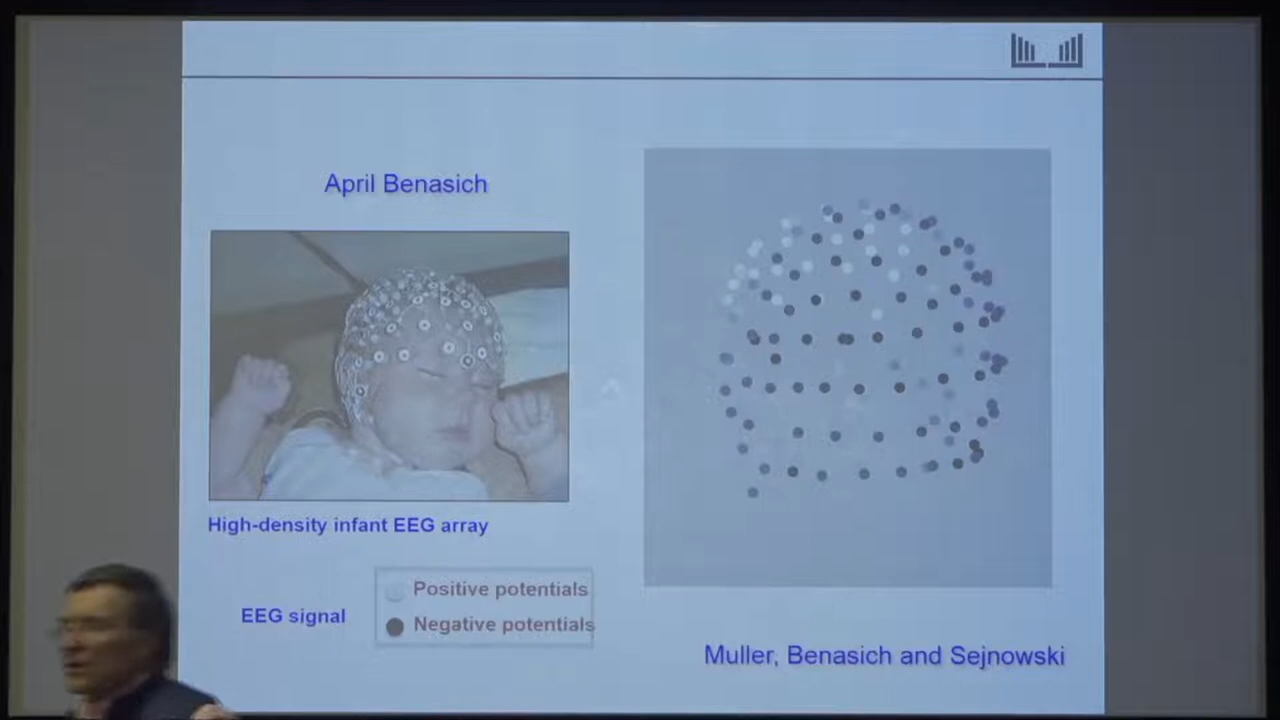 April Benasich
High-density infant EEG array
EEG signal
Positive potentials
Negative potentials
Muller, Benasich and Sejnowski